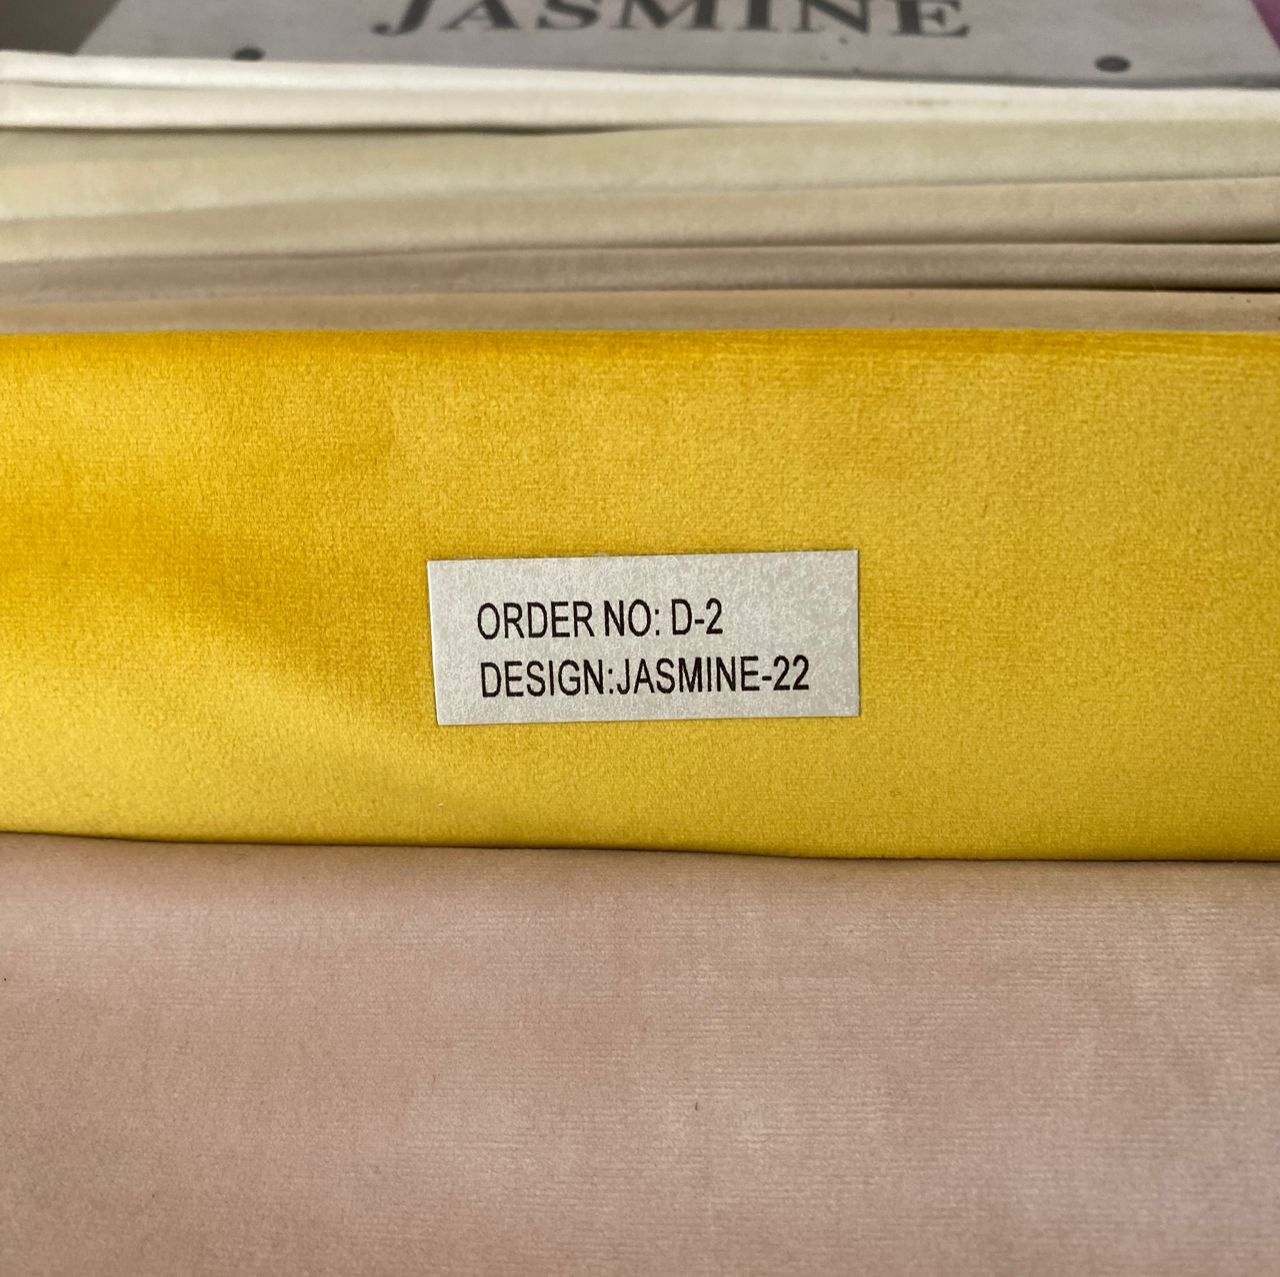 JASMINE
ORDER NO: D-2
DESIGN:JASMINE-22